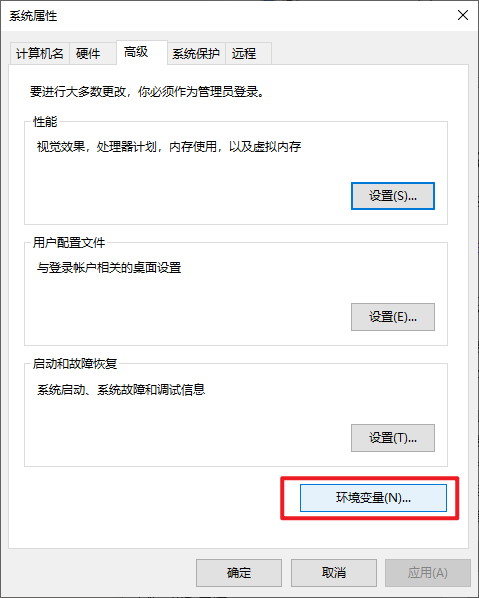 系统属性
计算机名 硬件 高级 系统保护 远程
要进行大多数更改，你必须作为管理员登录。
性能
视觉效果，处理器计划，内存使用，以及虚拟内存
设置(S)...
用户配置文件
与登录帐户相关的桌面设置
设置(E)...
启动和故障恢复
系统启动、系统故障和调试信息
设置(T)...
环境变量(N)...
确定 取消 应用(A)